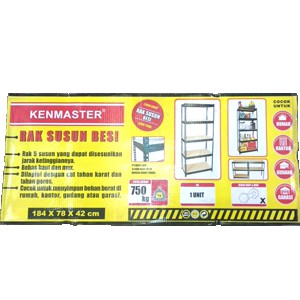 KENMASTER®
RAK SUSUN BESI
- Rak 5 susun yang dapat disesuaikan
jarak ketinggiannya.
- Bahan kuat dan
- Dilapisi dengan cat tahan karat dan
tahan
- Cocok untuk menyimpan beban berat di
rumah, kantor, gudang atau garasi.
184 X 78 X 42 cm
750
kg
1 UNIT
X
COCOK
UNTUK
RUMAH
KANTOR
GUDANG
GARASI